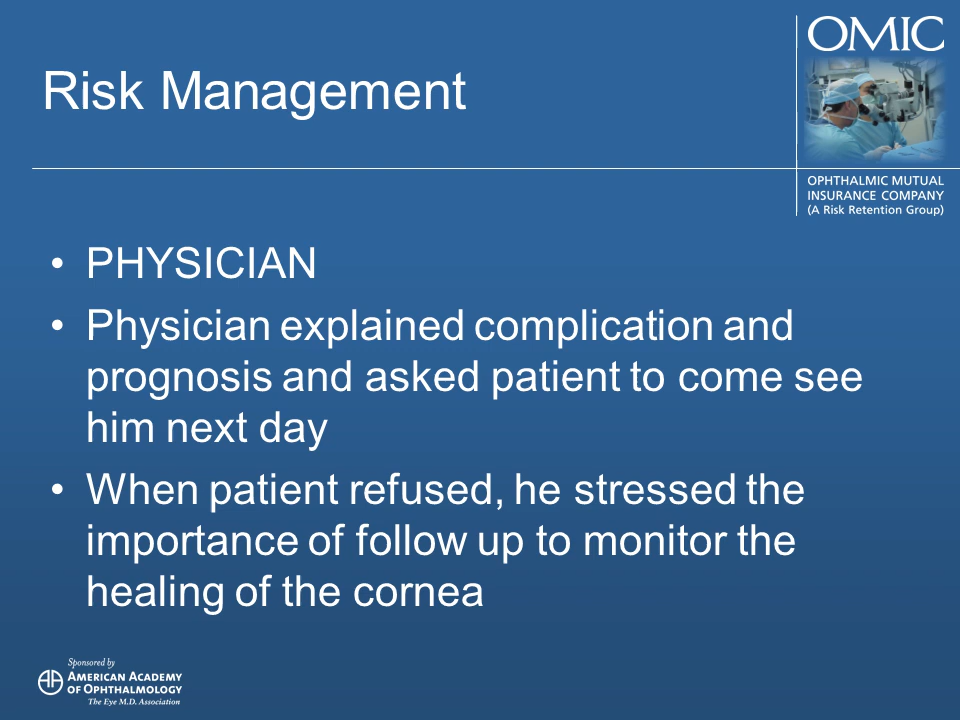 OMIC
Risk Management
OPHTHALMIC MUTUAL
INSURANCE COMPANY
(A Risk Retention Group)
• PHYSICIAN
• Physician explained complication and
prognosis and asked patient to come see
him next day
• When patient refused, he stressed the
importance of follow up to monitor the
healing of the cornea
Sponsored by
AMERICAN ACADEMY
OF OPHTHALMOLOGY
The Eye M.D. Association